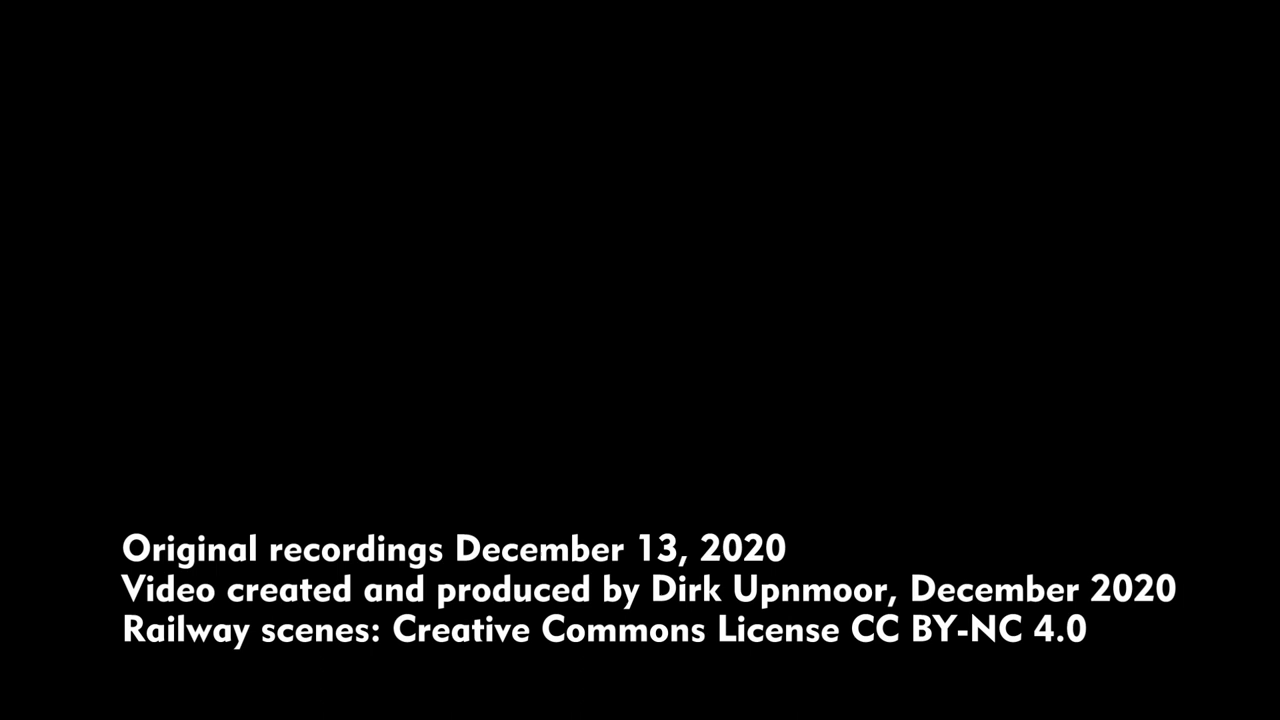 Original recordings December 13, 2020
Video created and produced by Dirk Upnmoor, December 2020
Railway scenes: Creative Commons License CC BY-NC 4.0